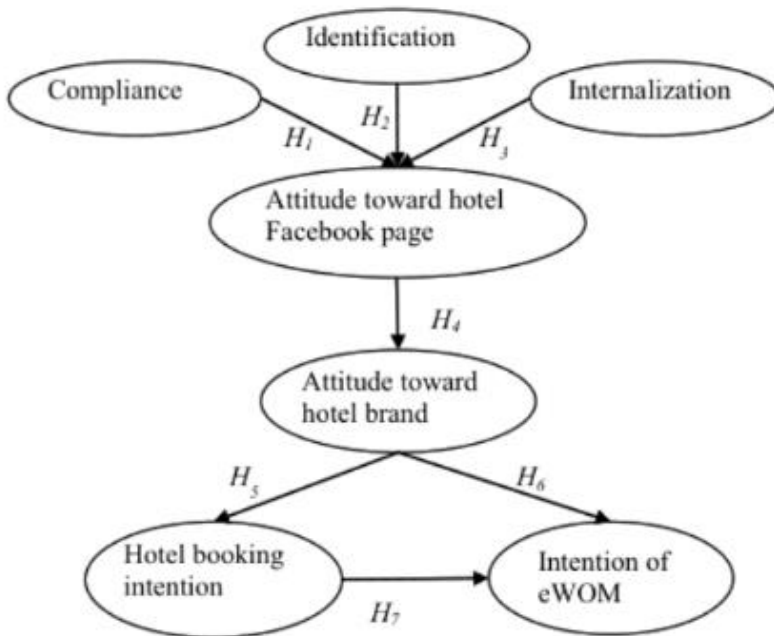 Identification
Compliance
Internalization
H1
H2
H3
Attitude toward hotel
Facebook page
H4
Attitude toward
hotel brand
H5
H6
Hotel booking
intention
Intention of
eWOM
H7